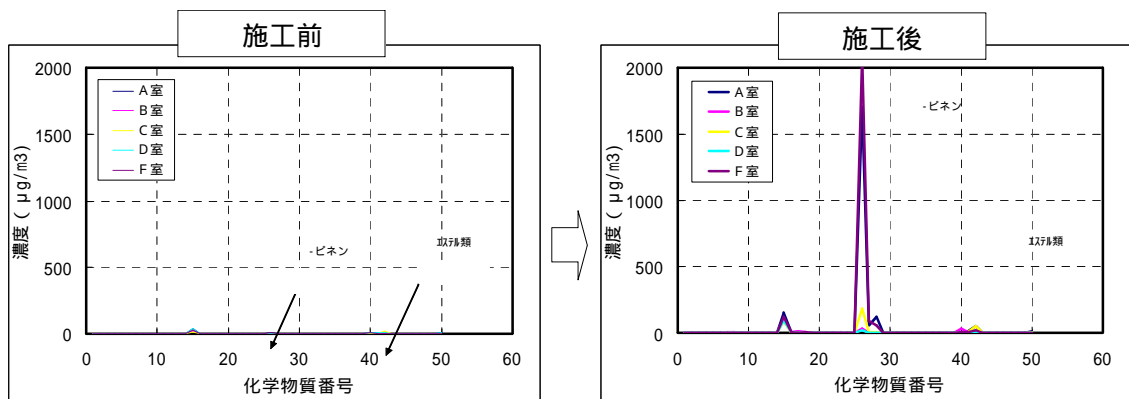 施工前
2000
1500
1000
500
0
濃度( μg/m3)
A室
B室
C室
D室
F室
-ピネン
エステル類
0 10 20 30 40 50 60
化学物質番号
施工後
2000
1500
1000
500
0
濃度( μg/m3)
A室
B室
C室
D室
F室
-ピネン
エステル類
0 10 20 30 40 50 60
化学物質番号